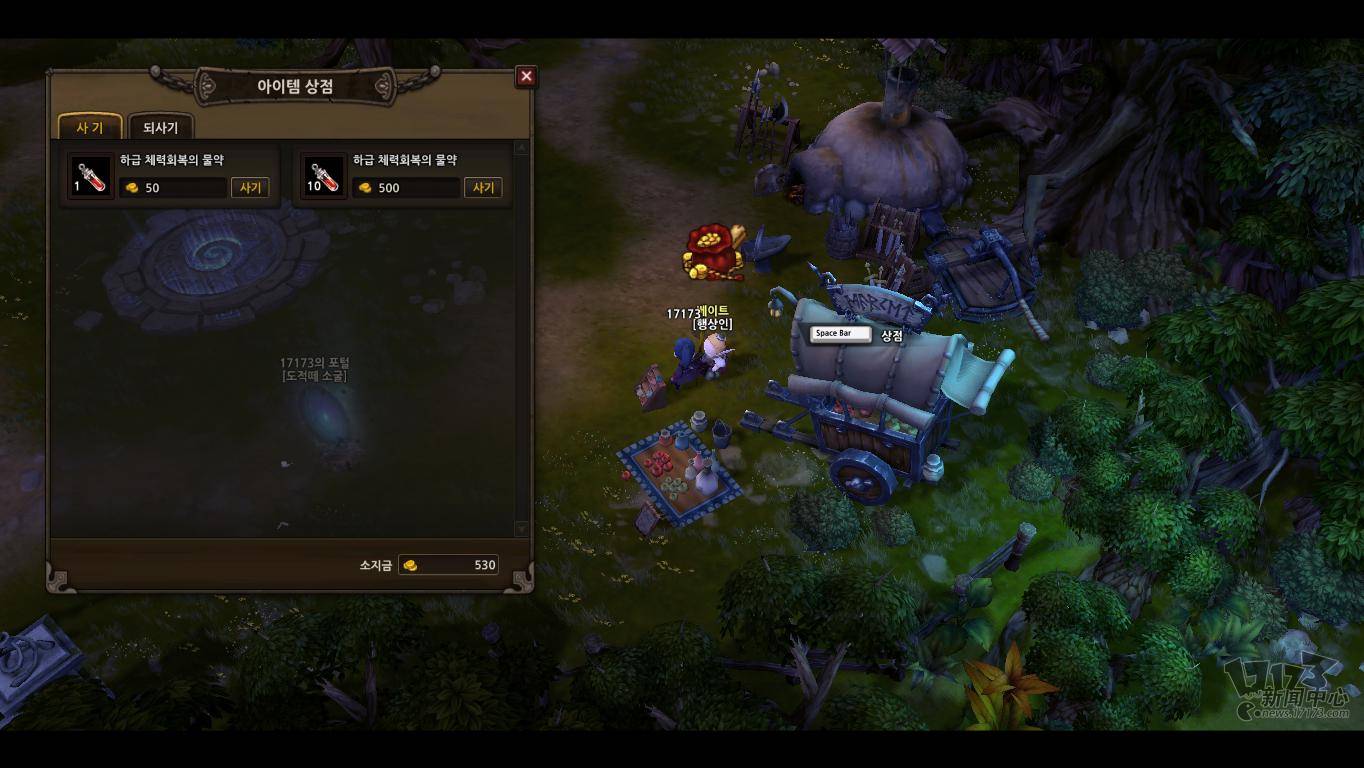 아이템 상점
사 기
되사기
하급 체력회복의 물약
1
50
사기
하급 체력회복의 물약
10
500
사기
17173의 포털
[도적떼 소굴]
소지금
530
17173
케이트
[행상인]
MARKET
Space Bar
상점
17173
新闻中心
news.17173.com